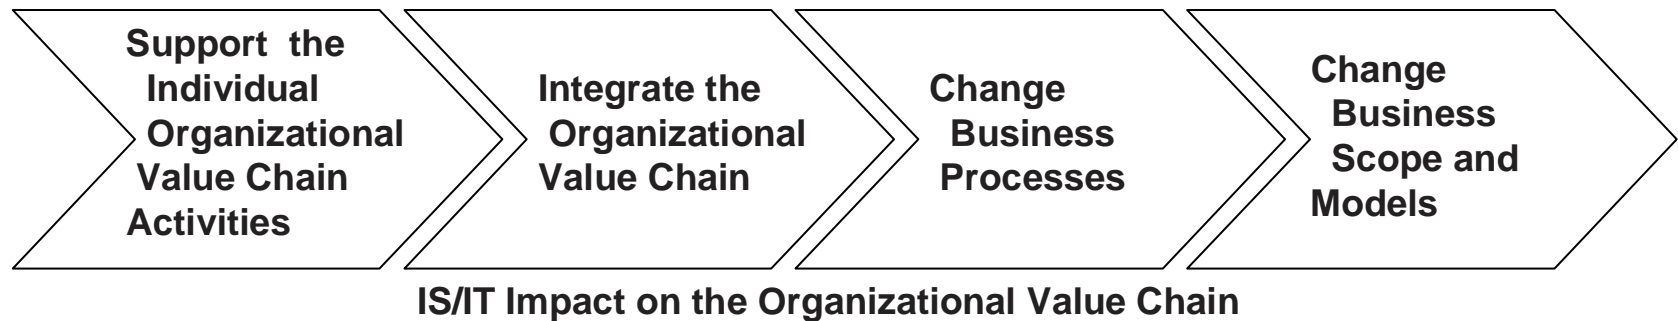 Support the
Individual
Organizational
Value Chain
Activities
Integrate the
Organizational
Value Chain
Change
Business
Processes
Change
Business
Scope and
Models
IS/IT Impact on the Organizational Value Chain